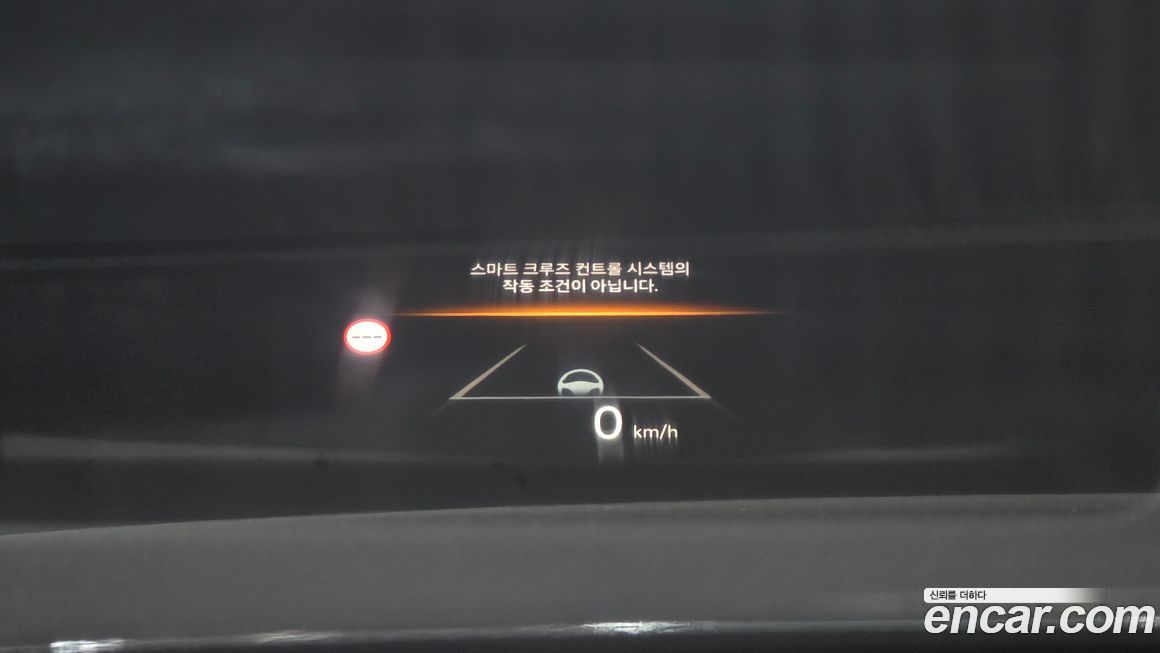 스마트 크루즈 컨트롤 시스템의
작동 조건이 아닙니다.
---
0 km/h
신뢰를 더하다
encar.com